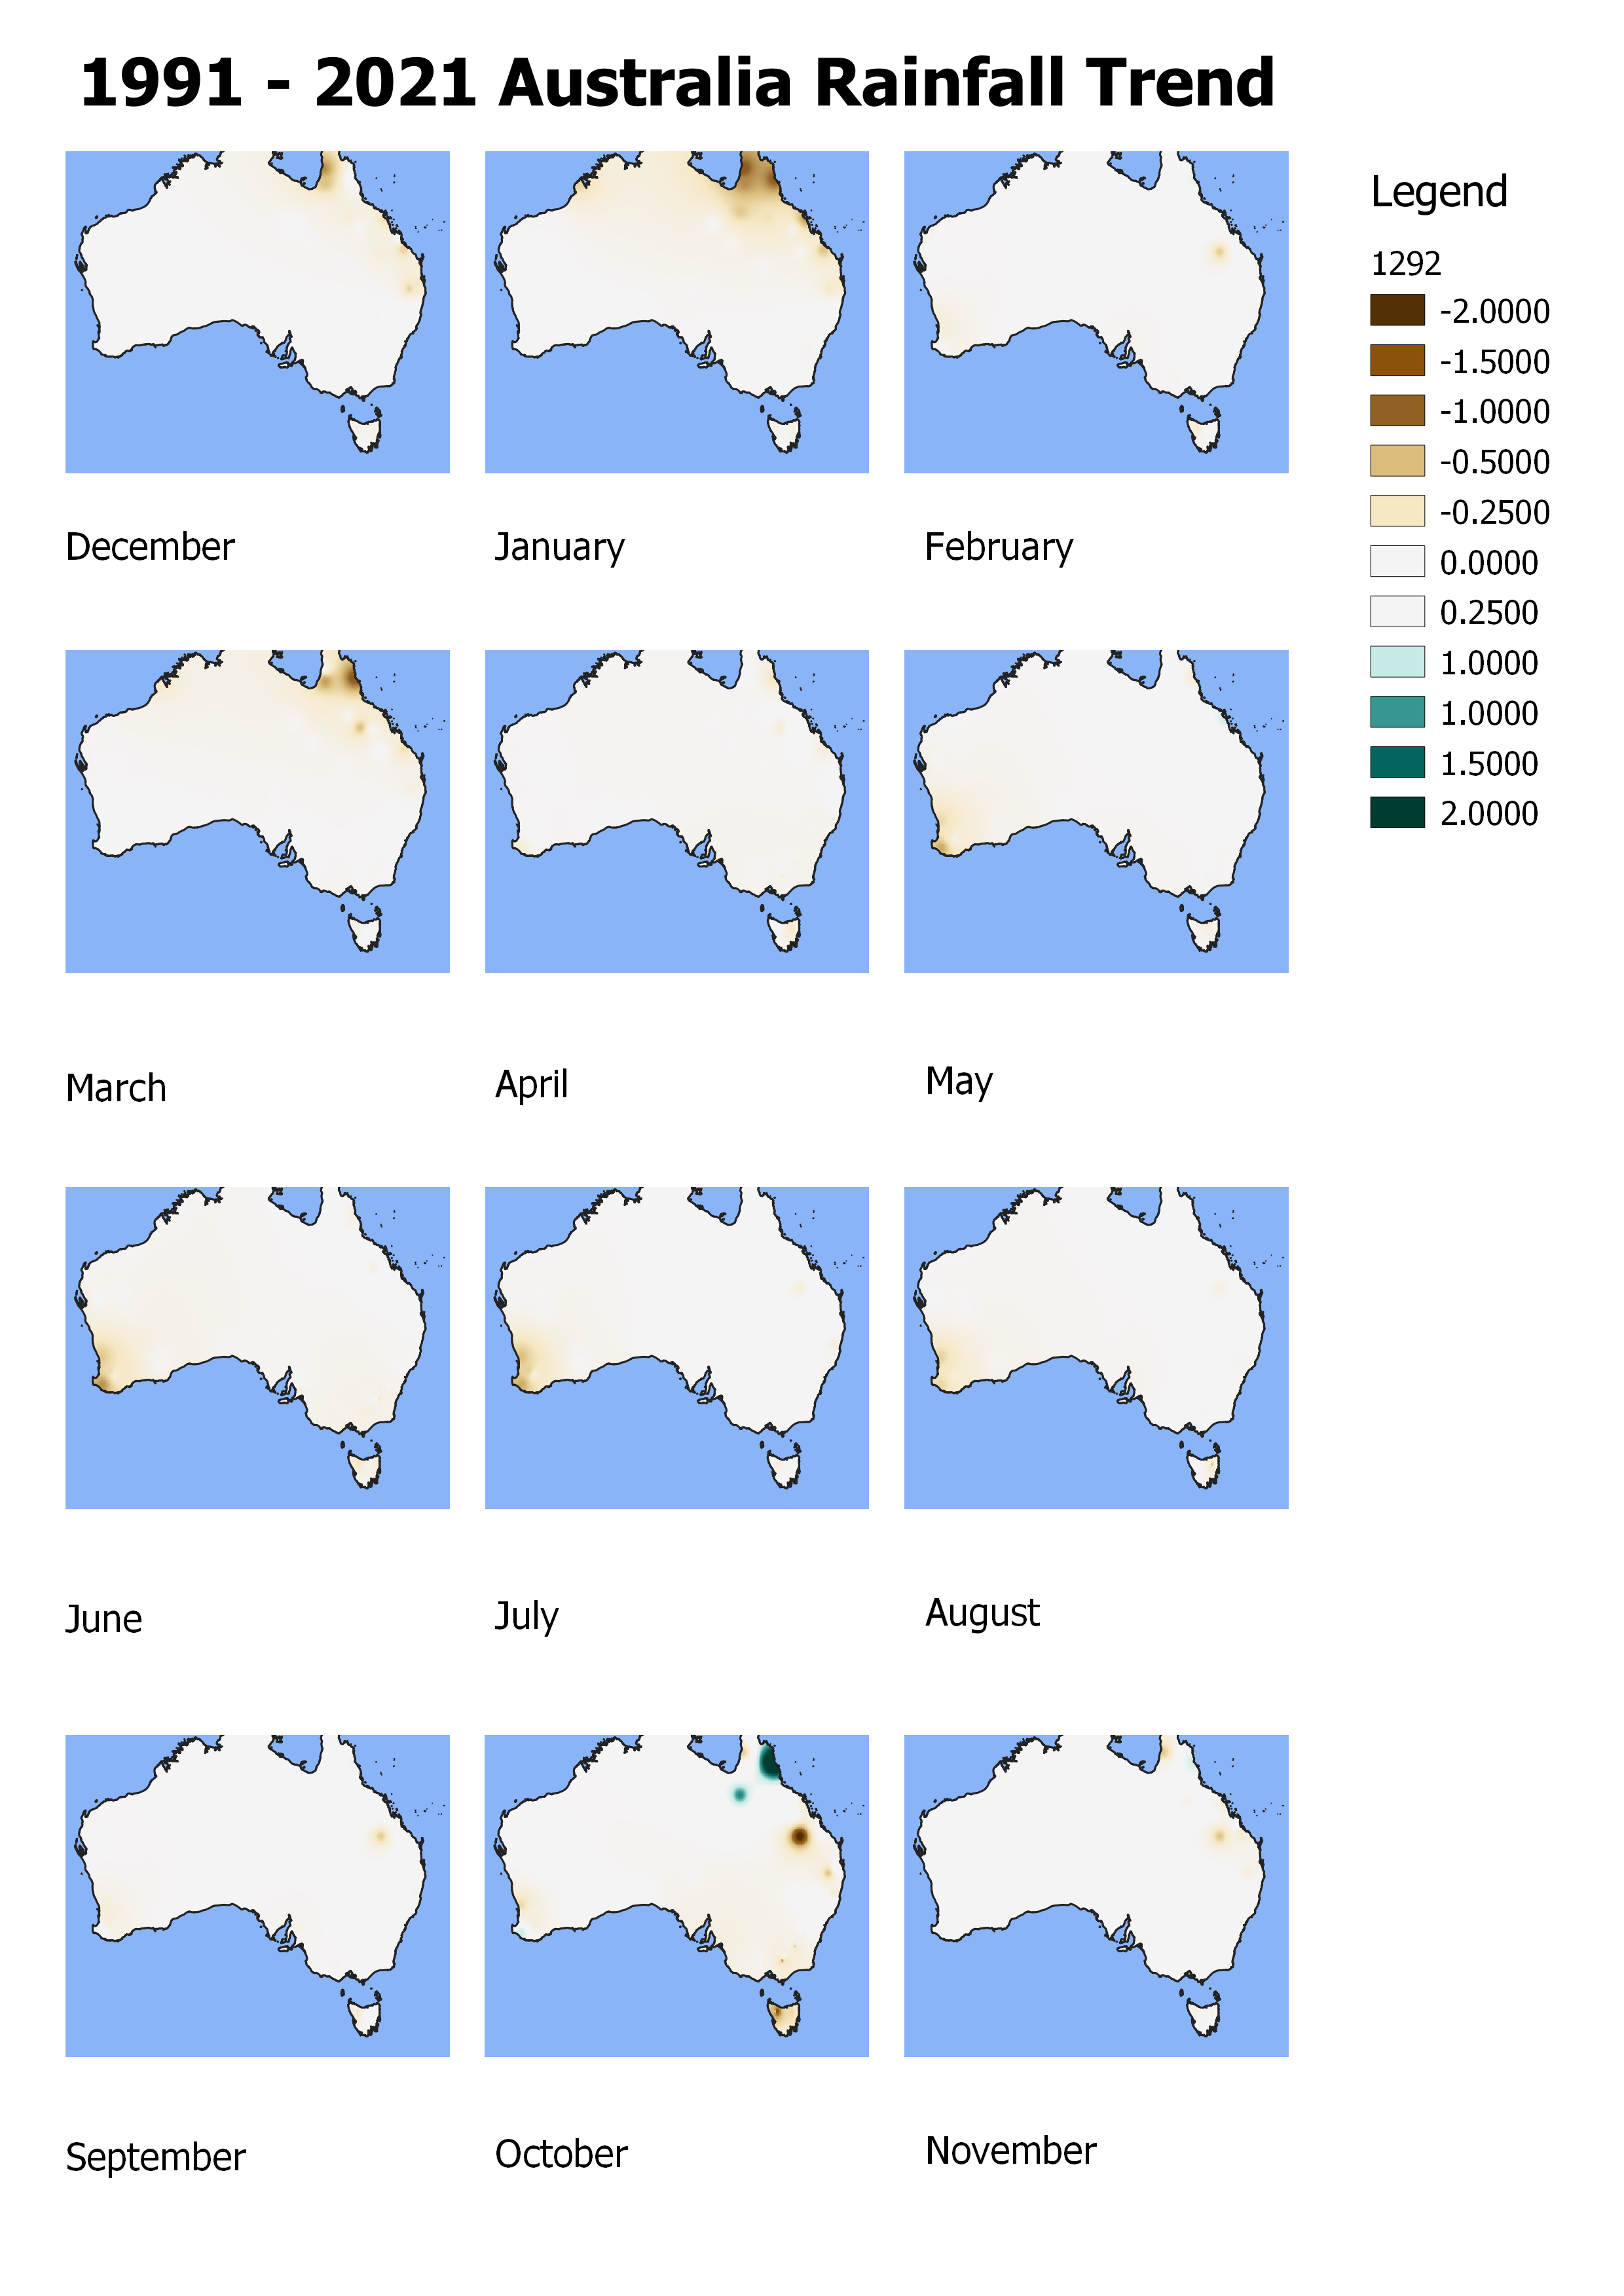 1991 - 2021 Australia Rainfall Trend
Legend
1292
-2.0000
-1.5000
-1.0000
-0.5000
-0.2500
0.0000
0.2500
1.0000
1.0000
1.5000
2.0000
December
January
February
March
April
May
June
July
August
September
October
November